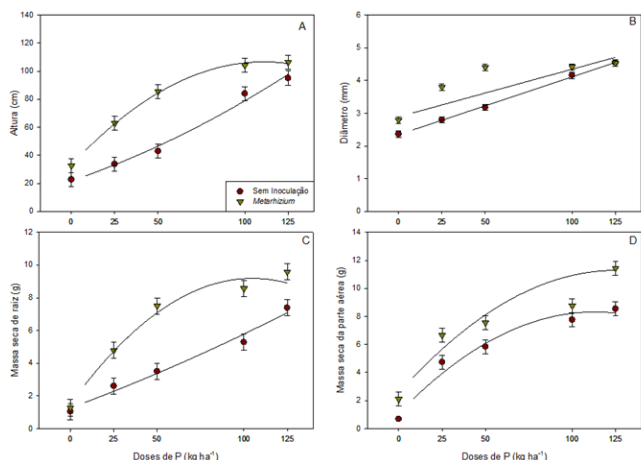 A
Altura (cm)
120
100
80
60
40
20
0
0 25 50 100 125
Sem Inoculação
Metarhizium
B
Diâmetro (mm)
6
5
4
3
2
1
0
0 25 50 100 125
C
Massa seca de raiz (g)
12
10
8
6
4
2
0
0 25 50 100 125
Doses de P (kg ha⁻¹)
D
Massa seca da parte aérea (g)
14
12
10
8
6
4
2
0
0 25 50 100 125
Doses de P (kg ha⁻¹)